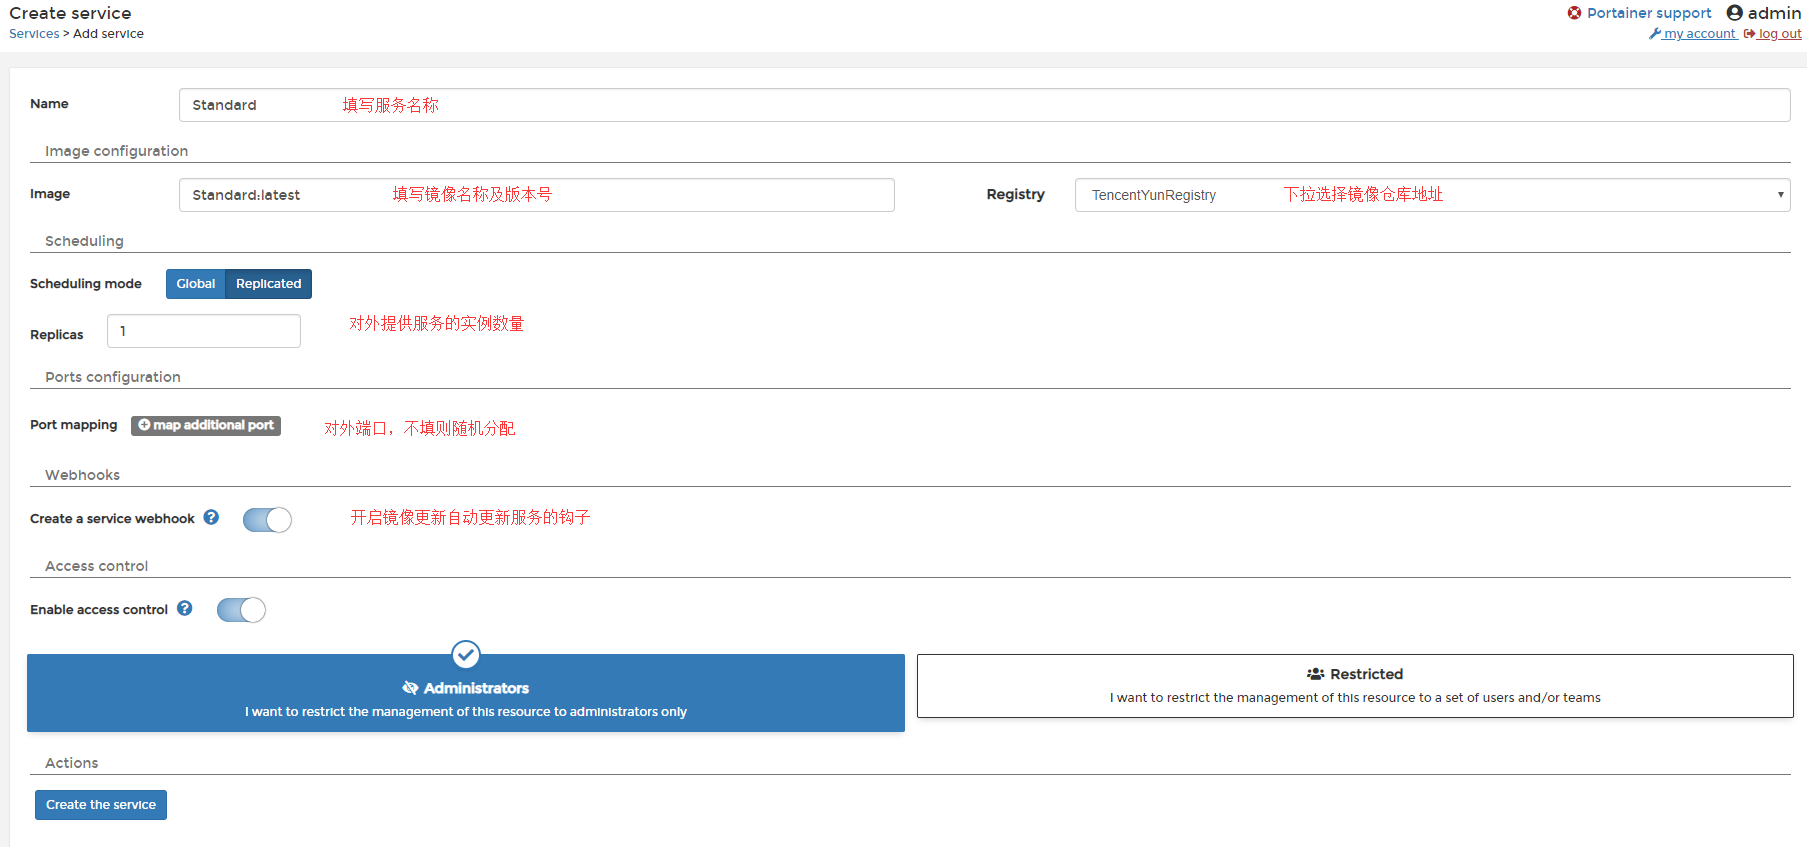 Create service
Portainer support admin
Services > Add service
my account log out
Name Standard 填写服务名称
Image configuration
Image Standard:latest 填写镜像名称及版本号 Registry TencentYunRegistry 下拉选择镜像仓库地址
Scheduling
Scheduling mode Global Replicated
Replicas 1 对外提供服务的实例数量
Ports configuration
Port mapping map additional port 对外端口，不填则随机分配
Webhooks
Create a service webhook 开启镜像更新自动更新服务的钩子
Access control
Enable access control
Administrators
I want to restrict the management of this resource to administrators only
Restricted
I want to restrict the management of this resource to a set of users and/or teams
Actions
Create the service